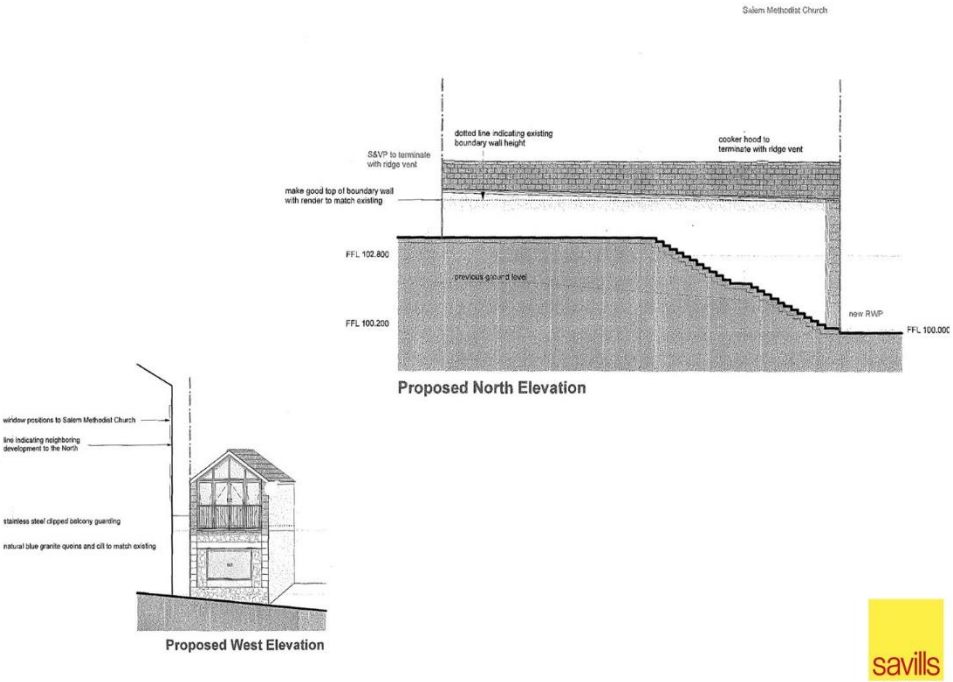 Salem Methodist Church
dotted line indicating existing
boundary wall height
cooker hood to
terminate with ridge vent
S&VP to terminate
with ridge vent
make good top of boundary wall
with render to match existing
FFL 102.800
previous ground level
FFL 100.200
new RWP
FFL 100.000
Proposed North Elevation
window positions to Salem Methodist Church
line indicating neighboring
development to the North
stainless steel clipped balcony guarding
natural blue granite quoins and cill to match existing
Proposed West Elevation
savills